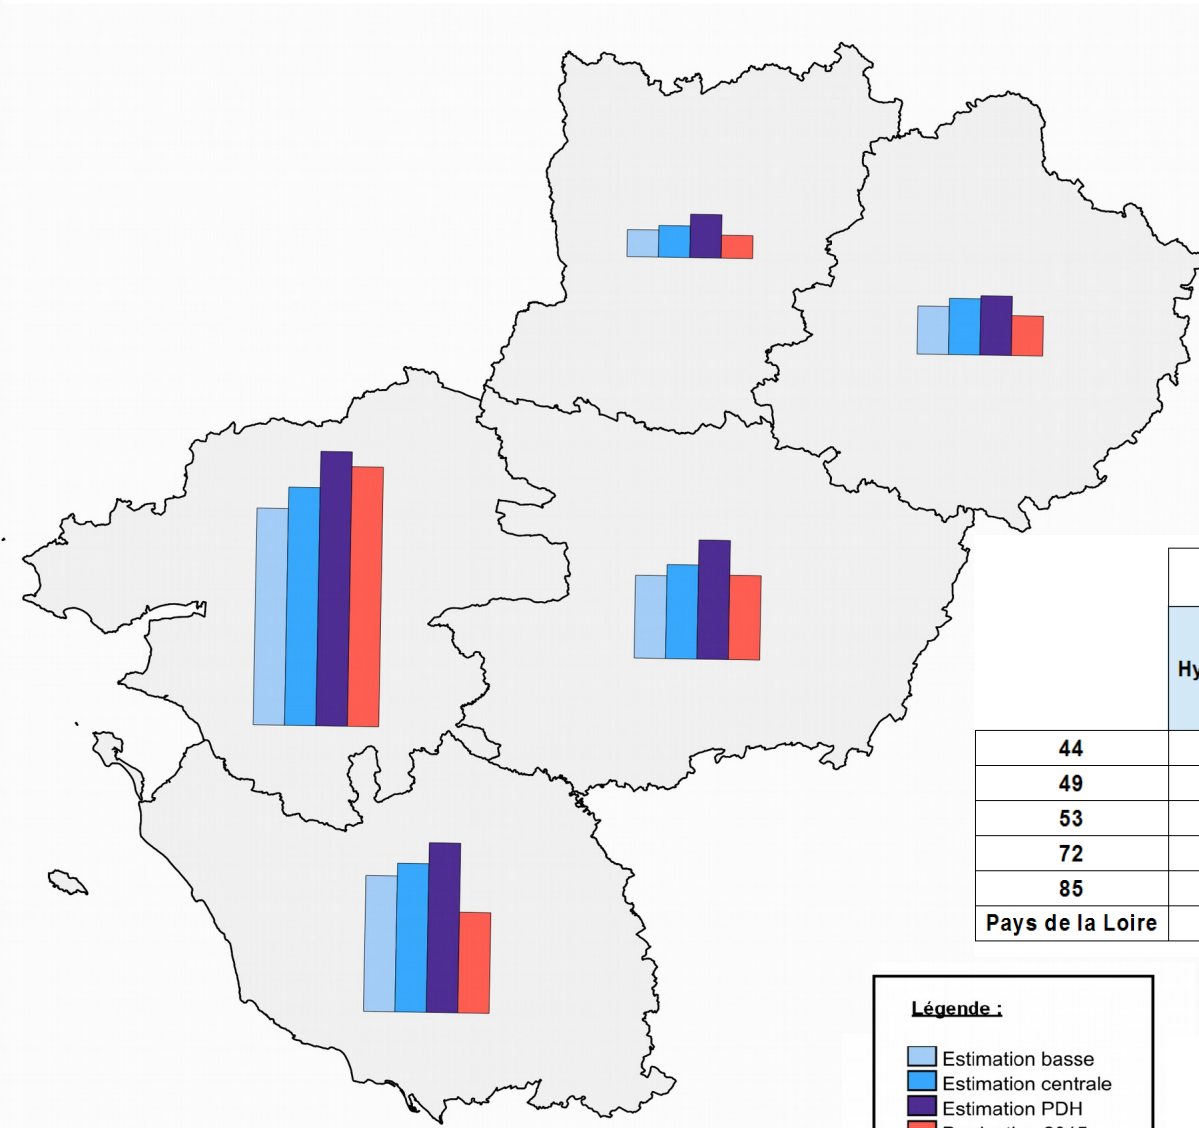 Hy
44
49
53
72
85
Pays de la Loire
Légende :
Estimation basse
Estimation centrale
Estimation PDH